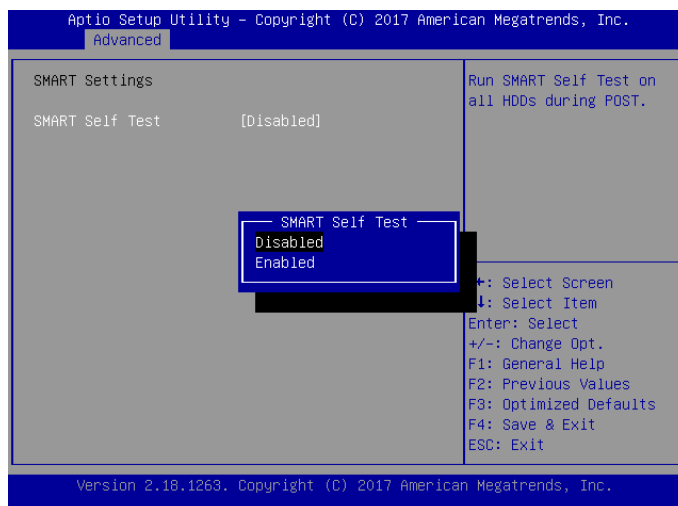 Aptio Setup Utility – Copyright (C) 2017 American Megatrends, Inc.
Advanced
SMART Settings
SMART Self Test [Disabled]
Run SMART Self Test on
all HDDs during POST.
SMART Self Test
Disabled
Enabled
←: Select Screen
↓: Select Item
Enter: Select
+/-: Change Opt.
F1: General Help
F2: Previous Values
F3: Optimized Defaults
F4: Save & Exit
ESC: Exit
Version 2.18.1263. Copyright (C) 2017 American Megatrends, Inc.